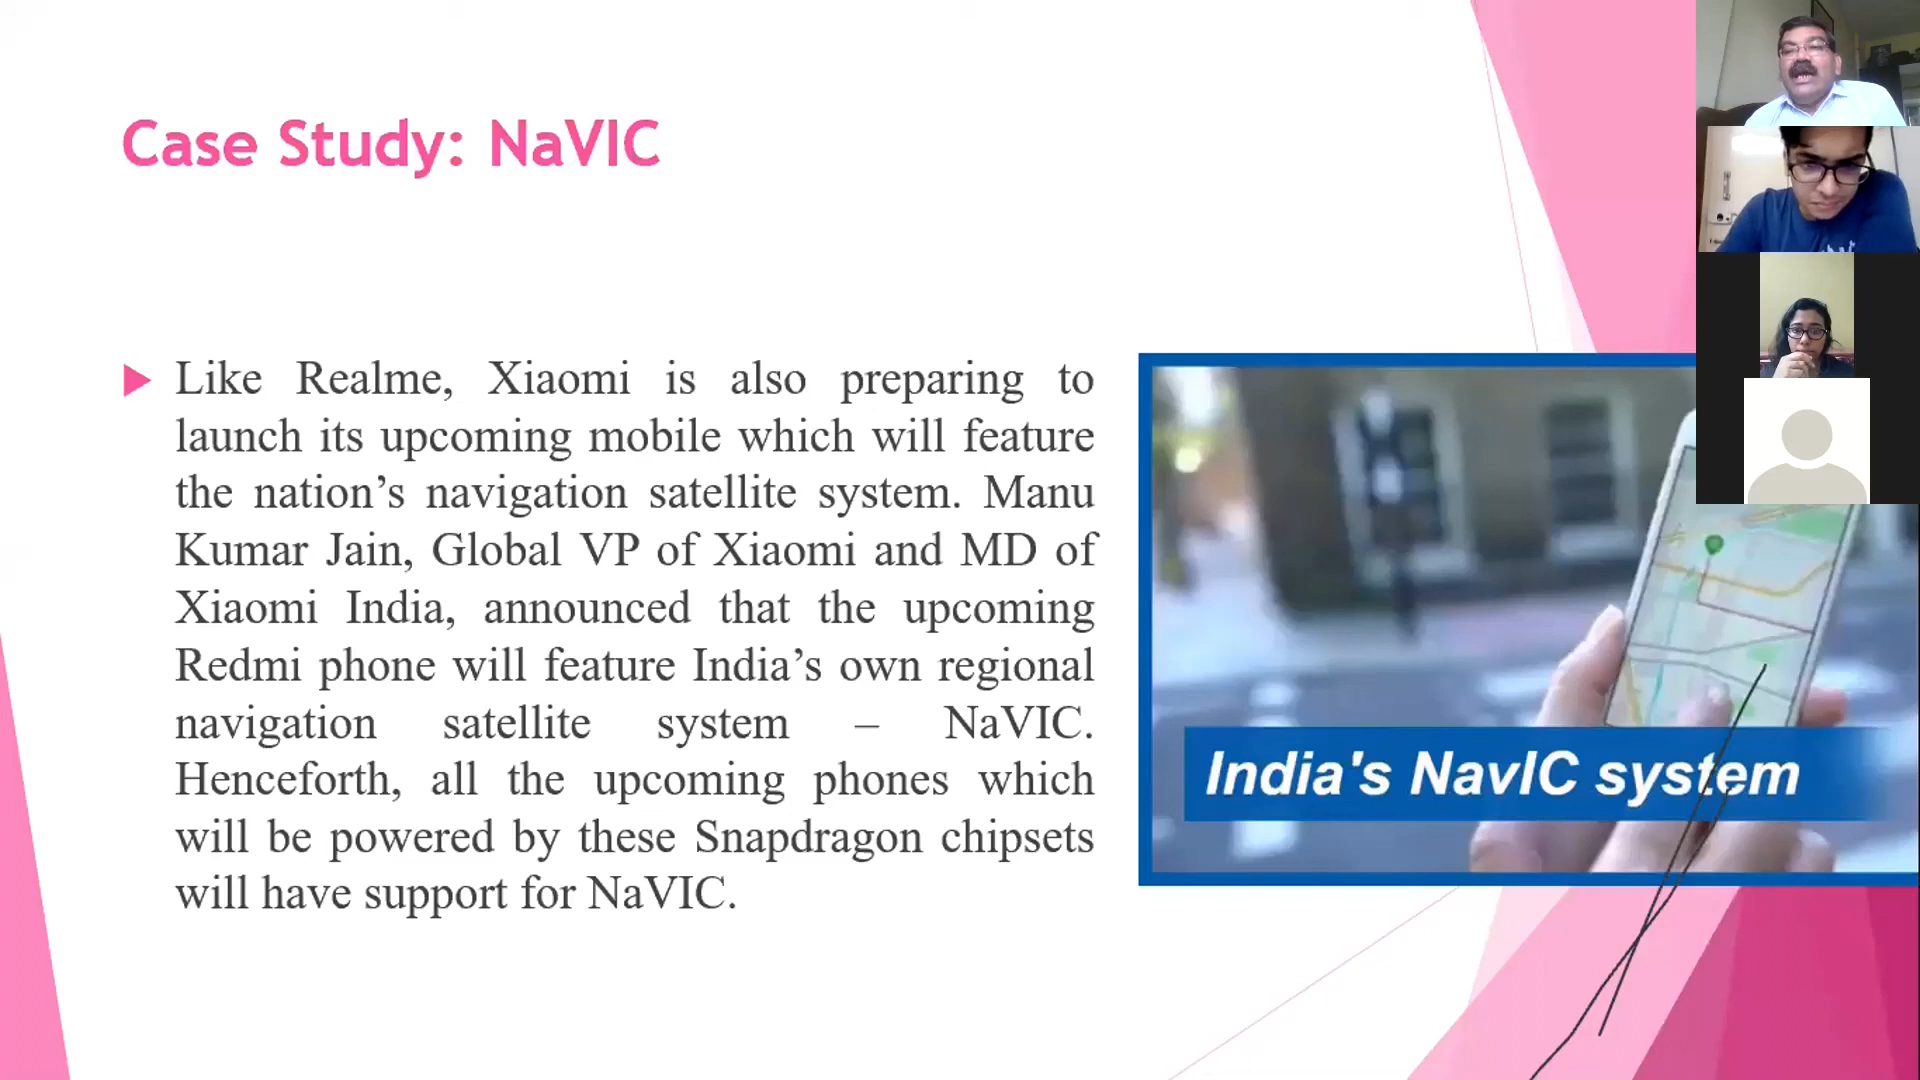 Case Study: NaVIC
Like Realme, Xiaomi is also preparing to
launch its upcoming mobile which will feature
the nation’s navigation satellite system. Manu
Kumar Jain, Global VP of Xiaomi and MD of
Xiaomi India, announced that the upcoming
Redmi phone will feature India’s own regional
navigation satellite system – NaVIC.
Henceforth, all the upcoming phones which
will be powered by these Snapdragon chipsets
will have support for NaVIC.
India's NavIC system